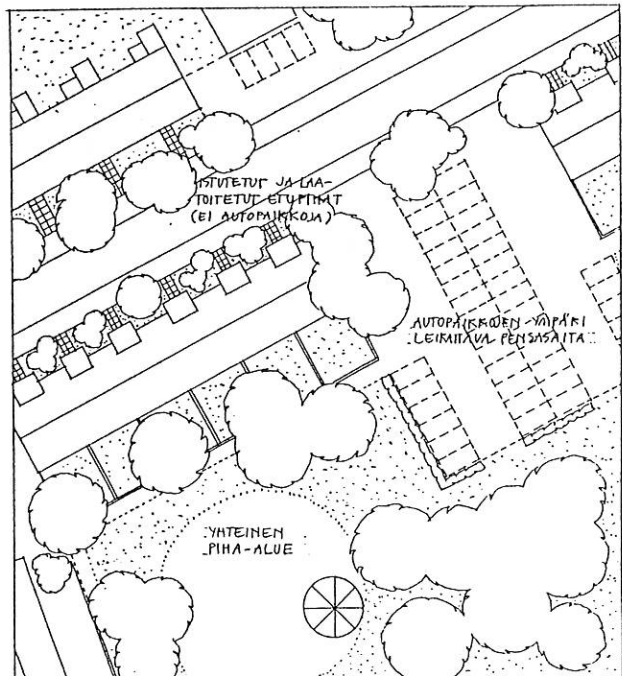 ISTUTETUT JA LAA-
TOITETUT ETUPIHAT
(EI AUTOPAIKKOJA)
AUTOPAIKKOJEN YMPÄRI
LEIKATTAVA PENSASAITA
YHTEINEN
PIHA-ALUE